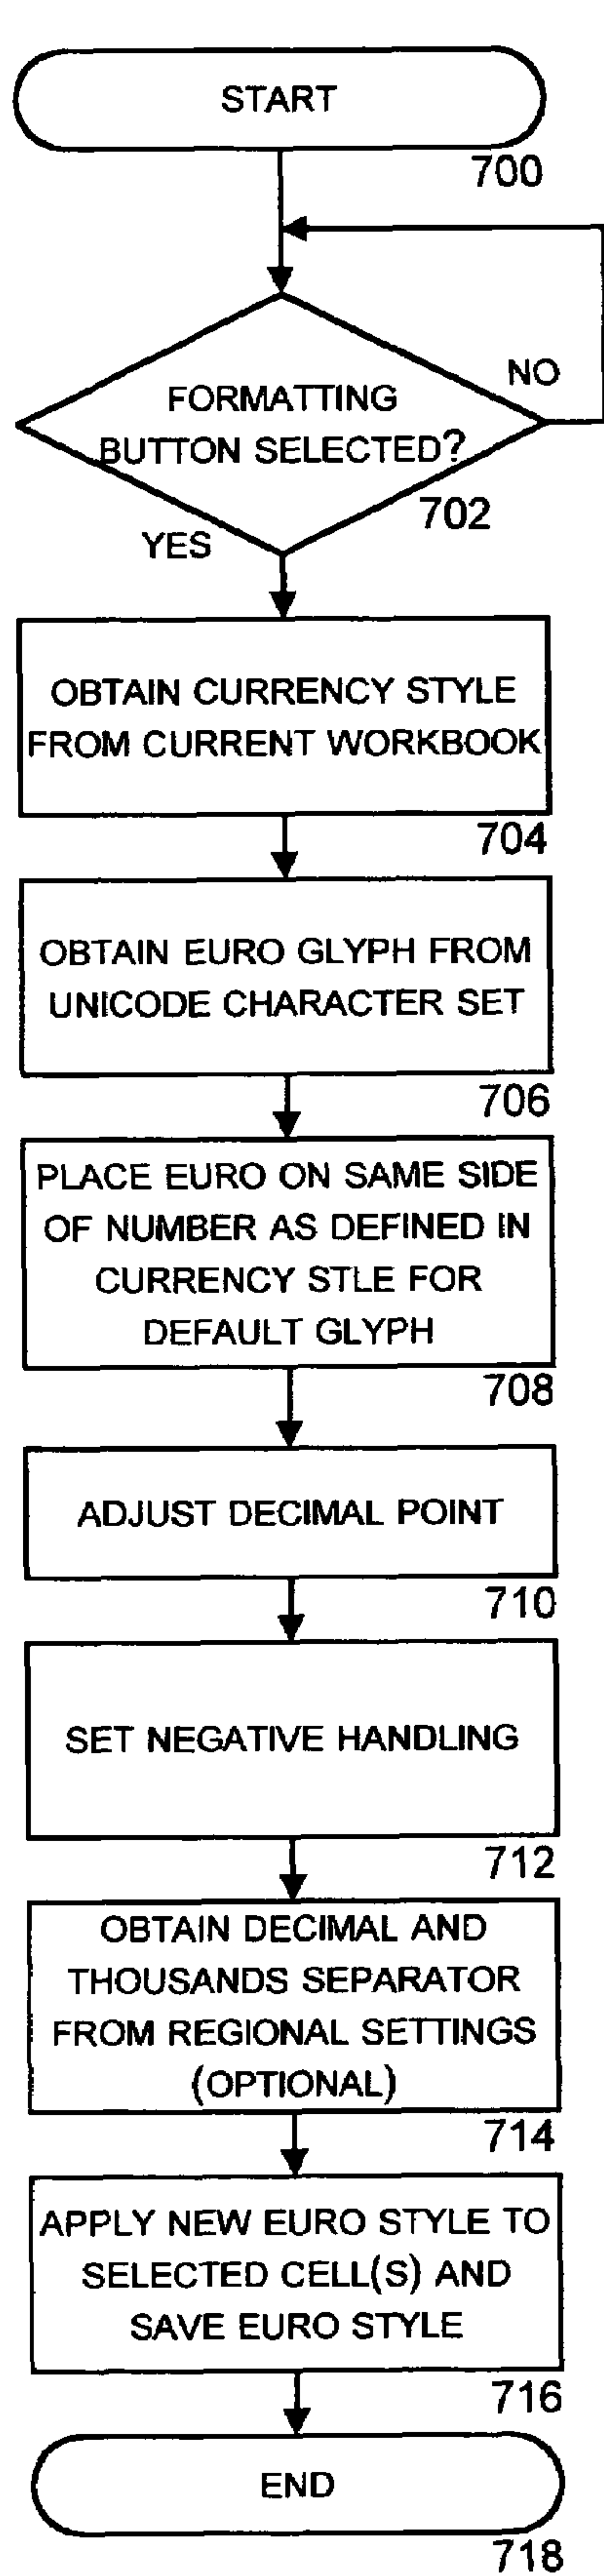 START
700
NO
FORMATTING
BUTTON SELECTED?
702
YES
OBTAIN CURRENCY STYLE
FROM CURRENT WORKBOOK
704
OBTAIN EURO GLYPH FROM
UNICODE CHARACTER SET
706
PLACE EURO ON SAME SIDE
OF NUMBER AS DEFINED IN
CURRENCY STLE FOR
DEFAULT GLYPH
708
ADJUST DECIMAL POINT
710
SET NEGATIVE HANDLING
712
OBTAIN DECIMAL AND
THOUSANDS SEPARATOR
FROM REGIONAL SETTINGS
(OPTIONAL)
714
APPLY NEW EURO STYLE TO
SELECTED CELL(S) AND
SAVE EURO STYLE
716
END
718